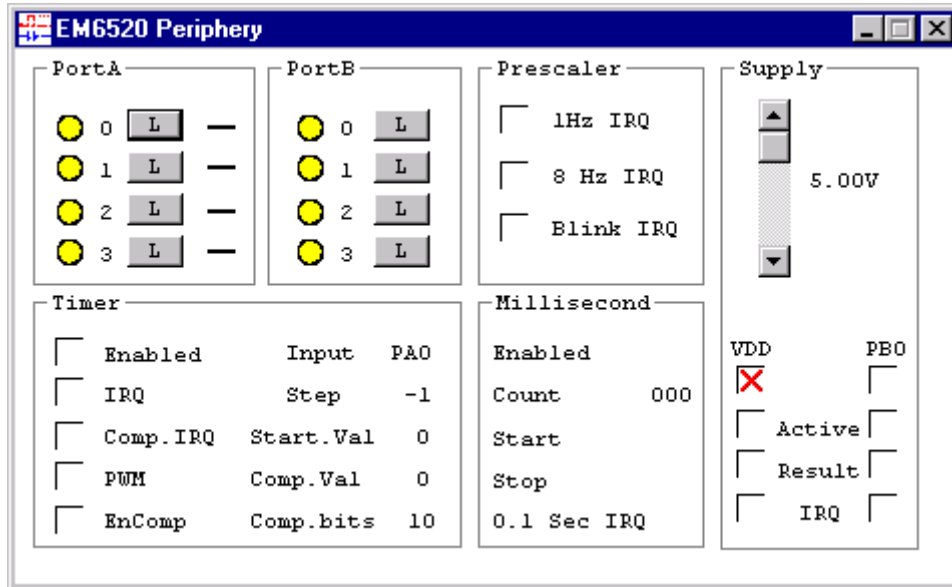 EM6520 Periphery
PortA
0 L
1 L
2 L
3 L
PortB
0 L
1 L
2 L
3 L
Prescaler
1Hz IRQ
8 Hz IRQ
Blink IRQ
Supply
5.00V
VDD PB0
Active
Result
IRQ
Timer
Enabled Input PA0
IRQ Step -1
Comp.IRQ Start.Val 0
PWM Comp.Val 0
EnComp Comp.bits 10
Millisecond
Enabled
Count 000
Start
Stop
0.1 Sec IRQ